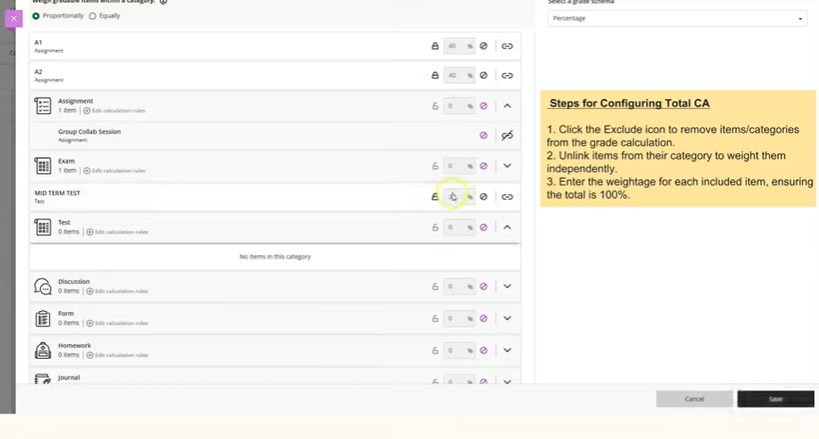 Weigh gradable items within a category.
Select a grade schema
Proportionally Equally
Percentage
A1
Assignment
40 %
A2
Assignment
40 %
Assignment
1 item Edit calculation rules
0 %
Group Collab Session
Assignment
Exam
1 item Edit calculation rules
0 %
MID TERM TEST
Test
%
Test
0 items Edit calculation rules
0 %
No items in this category
Discussion
0 items Edit calculation rules
0 %
Form
0 items Edit calculation rules
0 %
Homework
0 items Edit calculation rules
0 %
Journal
0 %
Steps for Configuring Total CA
1. Click the Exclude icon to remove items/categories
from the grade calculation.
2. Unlink items from their category to weight them
independently.
3. Enter the weightage for each included item, ensuring
the total is 100%.
Cancel Save